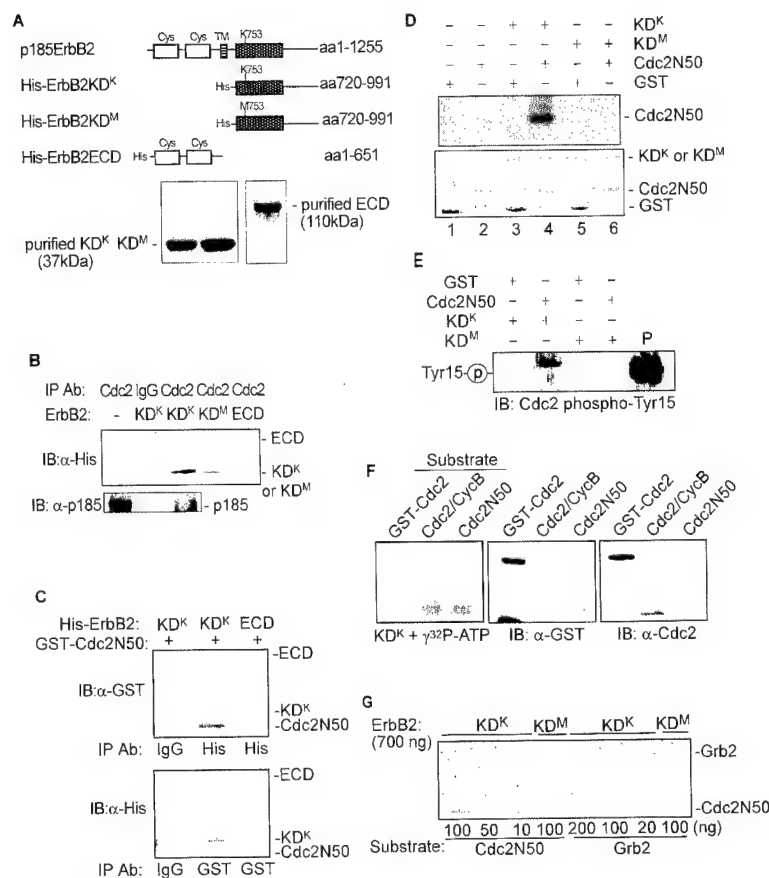 A
Cys Cys TM K753
p185ErbB2 aa1-1255
K753
His-ErbB2KDᴷ His aa720-991
M753
His-ErbB2KDᴹ His aa720-991
Cys Cys
His-ErbB2ECD His aa1-651
purified ECD
(110kDa)
purified KDᴷ KDᴹ
(37kDa)
B
IP Ab: Cdc2 IgG Cdc2 Cdc2 Cdc2
ErbB2: - KDᴷ KDᴷ KDᴹ ECD
IB:α-His
- ECD
- KDᴷ
or KDᴹ
IB: α-p185 - p185
C
His-ErbB2: KDᴷ KDᴷ ECD
GST-Cdc2N50: + + +
-ECD
IB:α-GST
-KDᴷ
-Cdc2N50
IP Ab: IgG His His
-ECD
IB:α-His
-KDᴷ
-Cdc2N50
IP Ab: IgG GST GST
D
- - + + - - KDᴷ
- - - - + + KDᴹ
- + - + - + Cdc2N50
+ - + - + - GST
- Cdc2N50
- KDᴷ or KDᴹ
- Cdc2N50
- GST
1 2 3 4 5 6
E
GST + - + -
Cdc2N50 - + - +
KDᴷ + + - -
KDᴹ - - + + P
Tyr15-p
IB: Cdc2 phospho-Tyr15
F
Substrate
GST-Cdc2 Cdc2/CycB Cdc2N50 GST-Cdc2 Cdc2/CycB Cdc2N50 GST-Cdc2 Cdc2/CycB Cdc2N50
KDᴷ + γ³²P-ATP IB: α-GST IB: α-Cdc2
G
ErbB2: KDᴷ KDᴹ KDᴷ KDᴹ
(700 ng)
-Grb2
-Cdc2N50
100 50 10 100 200 100 20 100 (ng)
Substrate: Cdc2N50 Grb2